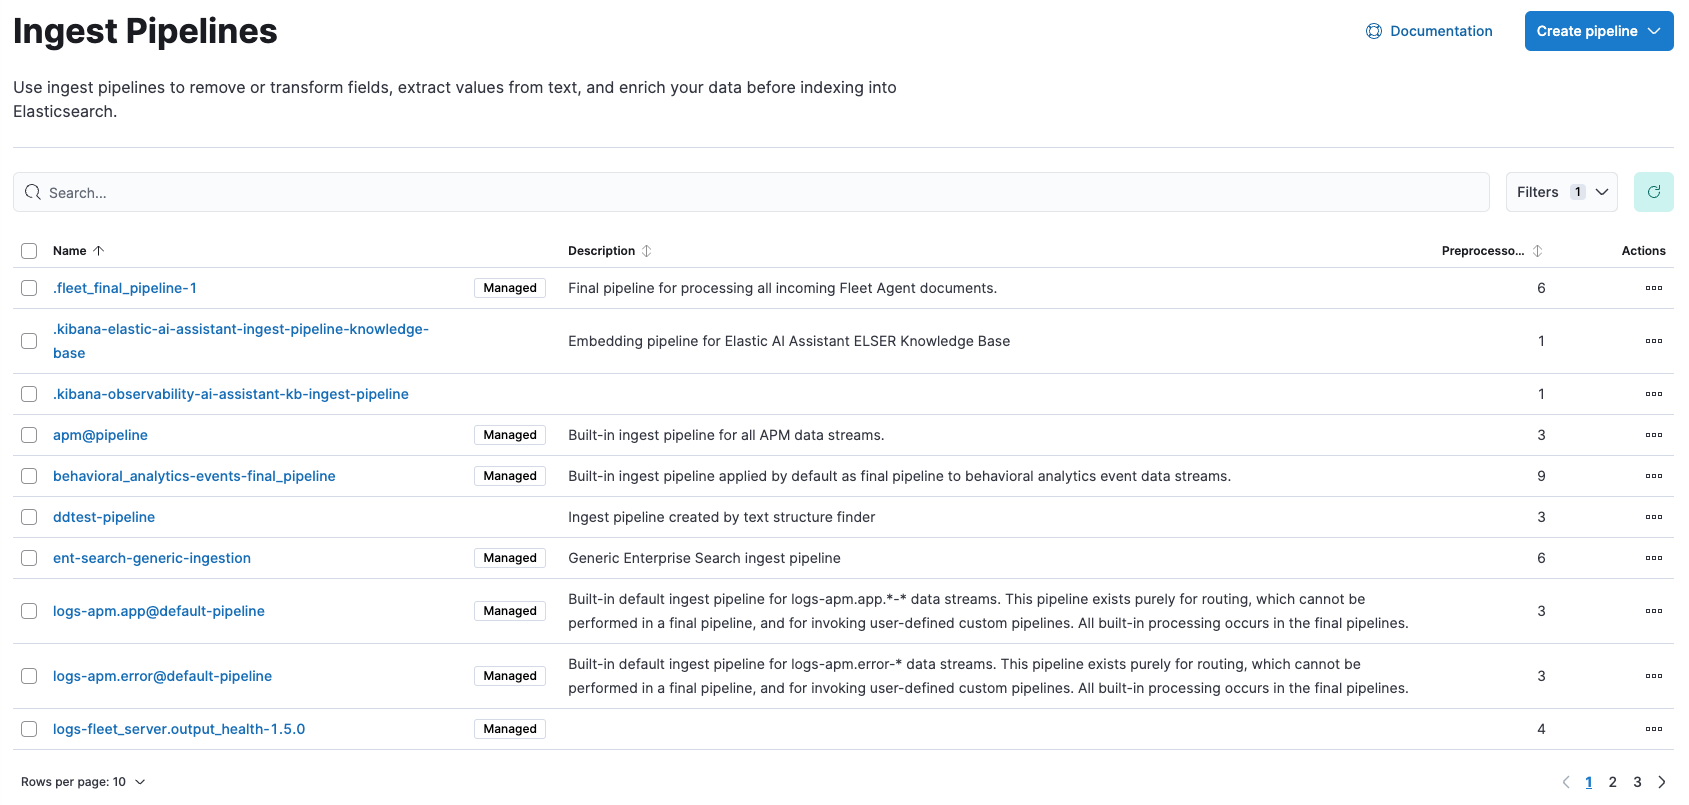 Ingest Pipelines
Documentation
Create pipeline
Use ingest pipelines to remove or transform fields, extract values from text, and enrich your data before indexing into
Elasticsearch.
Search...
Filters 1
Name Description Preprocesso... Actions
.fleet_final_pipeline-1 Managed Final pipeline for processing all incoming Fleet Agent documents. 6
.kibana-elastic-ai-assistant-ingest-pipeline-knowledge-
base
Embedding pipeline for Elastic AI Assistant ELSER Knowledge Base 1
.kibana-observability-ai-assistant-kb-ingest-pipeline 1
apm@pipeline Managed Built-in ingest pipeline for all APM data streams. 3
behavioral_analytics-events-final_pipeline Managed Built-in ingest pipeline applied by default as final pipeline to behavioral analytics event data streams. 9
ddtest-pipeline Ingest pipeline created by text structure finder 3
ent-search-generic-ingestion Managed Generic Enterprise Search ingest pipeline 6
logs-apm.app@default-pipeline Managed
Built-in default ingest pipeline for logs-apm.app.*-* data streams. This pipeline exists purely for routing, which cannot be
performed in a final pipeline, and for invoking user-defined custom pipelines. All built-in processing occurs in the final pipelines.
3
logs-apm.error@default-pipeline Managed
Built-in default ingest pipeline for logs-apm.error-* data streams. This pipeline exists purely for routing, which cannot be
performed in a final pipeline, and for invoking user-defined custom pipelines. All built-in processing occurs in the final pipelines.
3
logs-fleet_server.output_health-1.5.0 Managed 4
Rows per page: 10
1 2 3